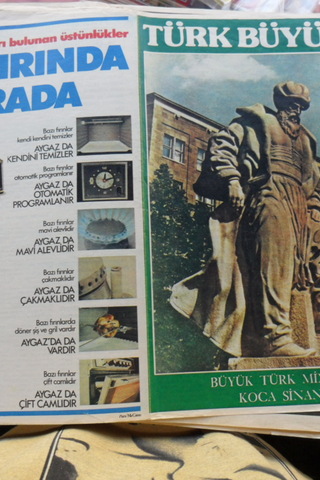 rı bulunan üstünlükler
IRINDA
RADA
Bazı fırınlar
kendi kendini temizler
AYGAZ DA
KENDİNİ TEMİZLER
Bazı fırınlar
otomatik programlanır
AYGAZ DA
OTOMATİK
PROGRAMLANIR
Bazı fırınlar
mavi alevlidir
AYGAZ DA
MAVİ ALEVLİDİR
Bazı fırınlar
çakmaklıdır
AYGAZ DA
ÇAKMAKLIDIR
Bazı fırınlarda
döner şiş ve gril vardır
AYGAZ'DA DA
VARDIR
Bazı fırınlar
çift camlıdır
AYGAZ DA
ÇİFT CAMLIDIR
TÜRK BÜYÜ
BÜYÜK TÜRK Mİ
KOCA SİNAN